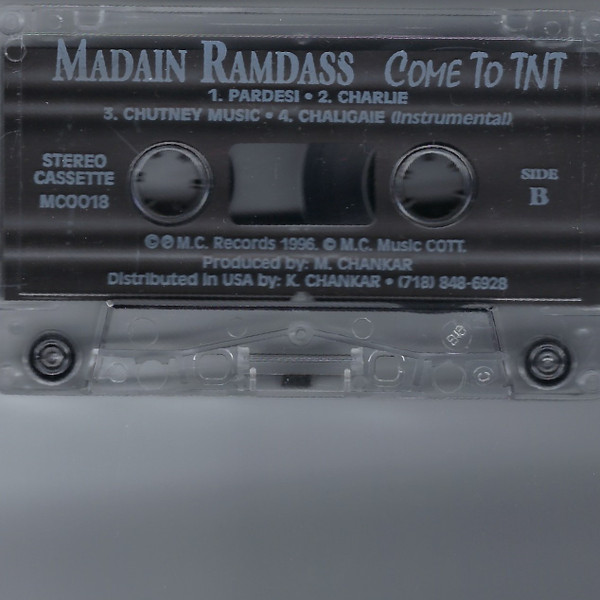 MADAIN RAMDASS COME TO TNT
1. PARDESI • 2. CHARLIE
3. CHUTNEY MUSIC • 4. CHALIGAIE (Instrumental)
STEREO
CASSETTE
MC0018
SIDE
B
©℗ M.C. Records 1996. © M.C. Music COTT.
Produced by: M. CHANKAR
Distributed in USA by: K. CHANKAR • (718) 848-6928